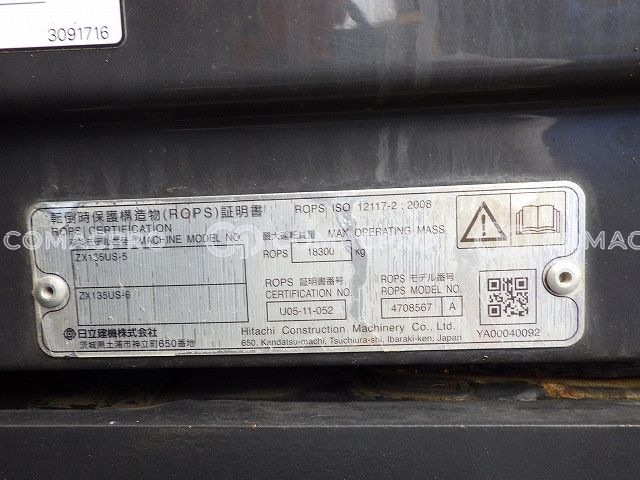 3091716
転倒時保護構造物(ROPS)証明書
ROPS CERTIFICATION
ROPS ISO 12117-2 : 2008
MACHINE MODEL NO.
ZX135US-5
ZX135US-6
最大運転質量 MAX. OPERATING MASS
ROPS 18300 kg
ROPS 証明書番号
CERTIFICATION NO.
U05-11-052
ROPS モデル番号
ROPS MODEL NO.
4708567 A
日立建機株式会社
茨城県土浦市神立町650番地
Hitachi Construction Machinery Co., Ltd.
650, Kandatsu-machi, Tsuchiura-shi, Ibaraki-ken, Japan
YA00040092